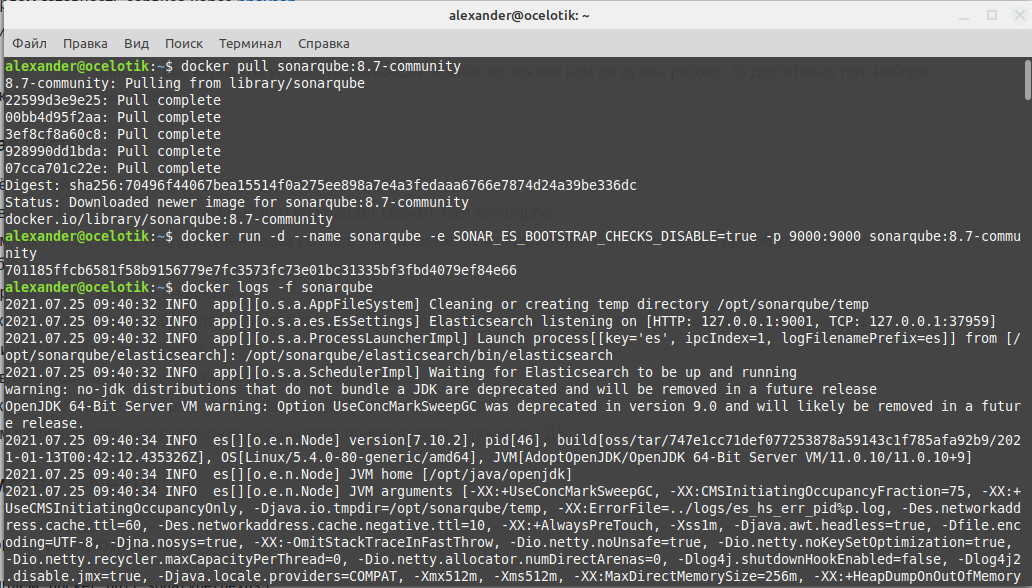 alexander@ocelotik: ~
Файл Правка Вид Поиск Терминал Справка
alexander@ocelotik:~$ docker pull sonarqube:8.7-community
8.7-community: Pulling from library/sonarqube
22599d3e9e25: Pull complete
00bb4d95f2aa: Pull complete
3ef8cf8a60c8: Pull complete
928990dd1bda: Pull complete
07cca701c22e: Pull complete
Digest: sha256:70496f44067bea15514f0a275ee898a7e4a3fedaaa6766e7874d24a39be336dc
Status: Downloaded newer image for sonarqube:8.7-community
docker.io/library/sonarqube:8.7-community
alexander@ocelotik:~$ docker run -d --name sonarqube -e SONAR_ES_BOOTSTRAP_CHECKS_DISABLE=true -p 9000:9000 sonarqube:8.7-commu
nity
701185ffcb6581f58b9156779e7fc3573fc73e01bc31335bf3fbd4079ef84e66
alexander@ocelotik:~$ docker logs -f sonarqube
2021.07.25 09:40:32 INFO  app[][o.s.a.AppFileSystem] Cleaning or creating temp directory /opt/sonarqube/temp
2021.07.25 09:40:32 INFO  app[][o.s.a.es.EsSettings] Elasticsearch listening on [HTTP: 127.0.0.1:9001, TCP: 127.0.0.1:37959]
2021.07.25 09:40:32 INFO  app[][o.s.a.ProcessLauncherImpl] Launch process[[key='es', ipcIndex=1, logFilenamePrefix=es]] from [/
opt/sonarqube/elasticsearch]: /opt/sonarqube/elasticsearch/bin/elasticsearch
2021.07.25 09:40:32 INFO  app[][o.s.a.SchedulerImpl] Waiting for Elasticsearch to be up and running
warning: no-jdk distributions that do not bundle a JDK are deprecated and will be removed in a future release
OpenJDK 64-Bit Server VM warning: Option UseConcMarkSweepGC was deprecated in version 9.0 and will likely be removed in a futur
e release.
2021.07.25 09:40:34 INFO  es[][o.e.n.Node] version[7.10.2], pid[46], build[oss/tar/747e1cc71def077253878a59143c1f785afa92b9/202
1-01-13T00:42:12.435326Z], OS[Linux/5.4.0-80-generic/amd64], JVM[AdoptOpenJDK/OpenJDK 64-Bit Server VM/11.0.10/11.0.10+9]
2021.07.25 09:40:34 INFO  es[][o.e.n.Node] JVM home [/opt/java/openjdk]
2021.07.25 09:40:34 INFO  es[][o.e.n.Node] JVM arguments [-XX:+UseConcMarkSweepGC, -XX:CMSInitiatingOccupancyFraction=75, -XX:+
UseCMSInitiatingOccupancyOnly, -Djava.io.tmpdir=/opt/sonarqube/temp, -XX:ErrorFile=../logs/es_hs_err_pid%p.log, -Des.networkadd
ress.cache.ttl=60, -Des.networkaddress.cache.negative.ttl=10, -XX:+AlwaysPreTouch, -Xss1m, -Djava.awt.headless=true, -Dfile.enc
oding=UTF-8, -Djna.nosys=true, -XX:-OmitStackTraceInFastThrow, -Dio.netty.noUnsafe=true, -Dio.netty.noKeySetOptimization=true, 
-Dio.netty.recycler.maxCapacityPerThread=0, -Dio.netty.allocator.numDirectArenas=0, -Dlog4j.shutdownHookEnabled=false, -Dlog4j2
.disable.jmx=true, -Djava.locale.providers=COMPAT, -Xmx512m, -Xms512m, -XX:MaxDirectMemorySize=256m, -XX:+HeapDumpOnOutOfMemory